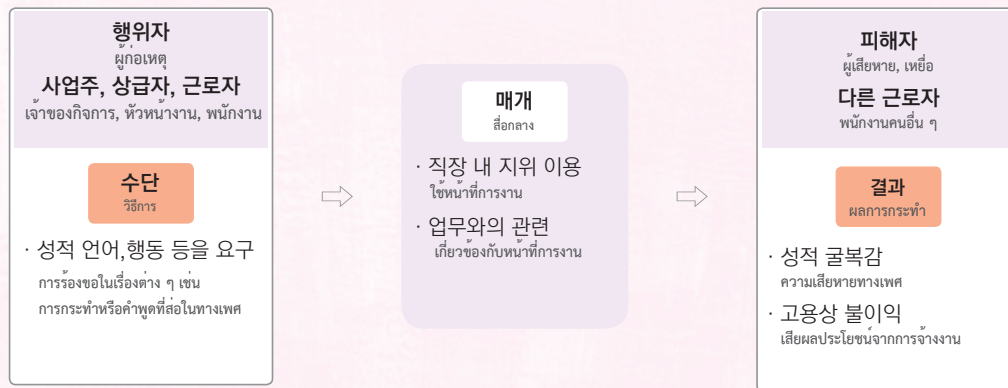 행위자
ผู้ก่อเหตุ
사업주, 상급자, 근로자
เจ้าของกิจการ, หัวหน้างาน, พนักงาน
수단
วิธีการ
· 성적 언어,행동 등을 요구
การร้องขอในเรื่องต่าง ๆ เช่น
การกระทำหรือคำพูดที่ส่อในทางเพศ
매개
สื่อกลาง
· 직장 내 지위 이용
ใช้หน้าที่การงาน
· 업무와의 관련
เกี่ยวข้องกับหน้าที่การงาน
피해자
ผู้เสียหาย, เหยื่อ
다른 근로자
พนักงานคนอื่น ๆ
결과
ผลการกระทำ
· 성적 굴복감
ความเสียหายทางเพศ
· 고용상 불이익
เสียผลประโยชน์จากการจ้างงาน